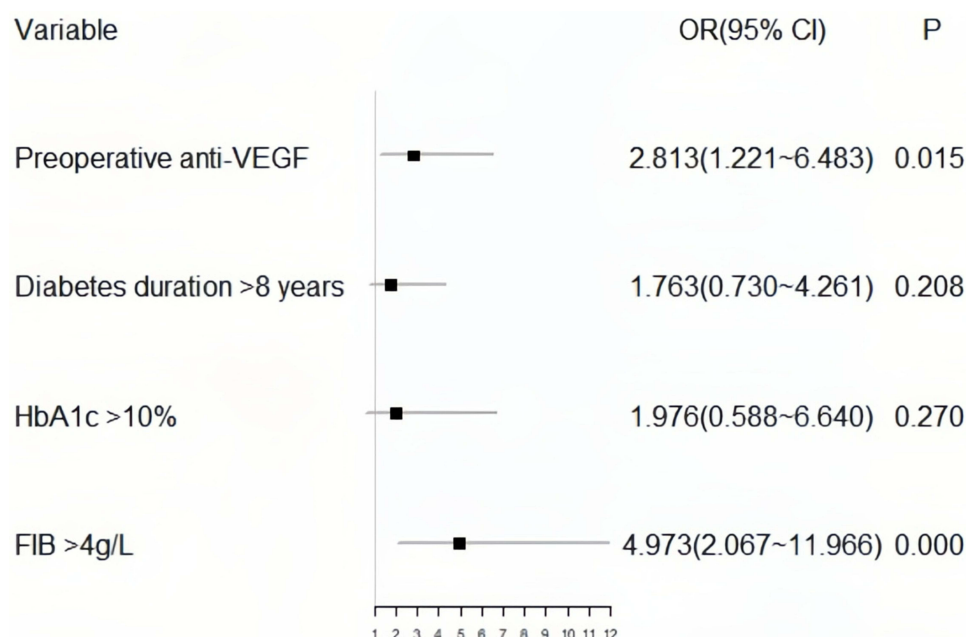 Variable OR(95% CI) P
Preoperative anti-VEGF 2.813(1.221~6.483) 0.015
Diabetes duration >8 years 1.763(0.730~4.261) 0.208
HbA1c >10% 1.976(0.588~6.640) 0.270
FIB >4g/L 4.973(2.067~11.966) 0.000
1 2 3 4 5 6 7 8 9 10 11 12